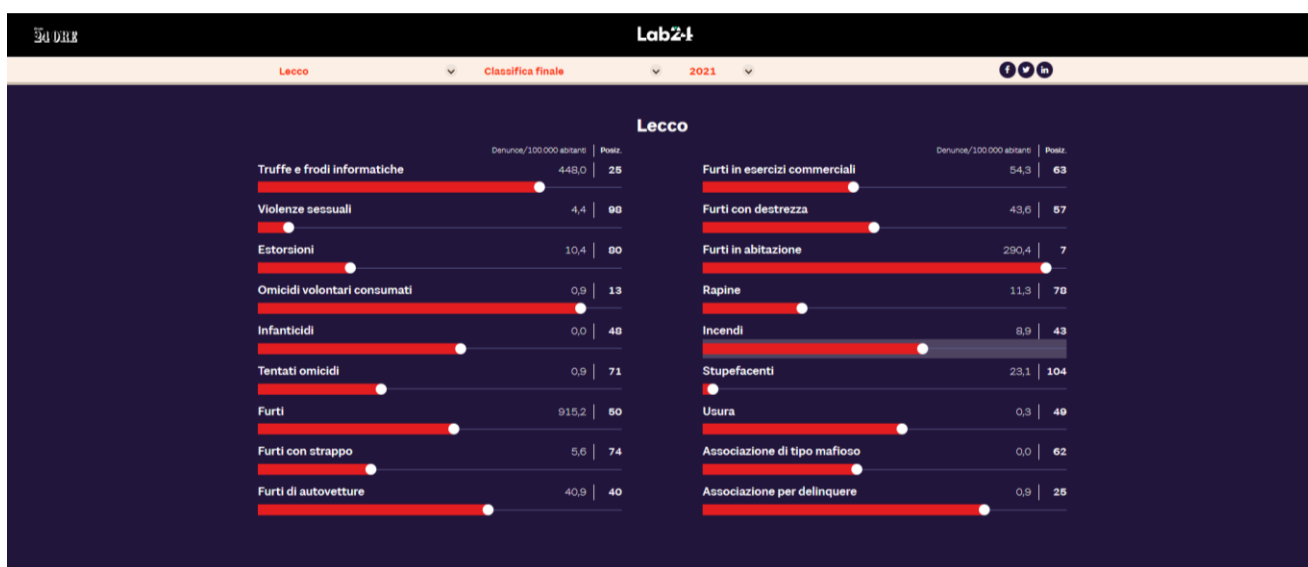 24 ORE
Lab24
Lecco Classifica finale 2021
Lecco
Denunce/100.000 abitanti Posiz.
Truffe e frodi informatiche 448,0 25
Violenze sessuali 4,4 98
Estorsioni 10,4 80
Omicidi volontari consumati 0,9 13
Infanticidi 0,0 48
Tentati omicidi 0,9 71
Furti 915,2 50
Furti con strappo 5,6 74
Furti di autovetture 40,9 40
Denunce/100.000 abitanti Posiz.
Furti in esercizi commerciali 54,3 63
Furti con destrezza 43,6 57
Furti in abitazione 290,4 7
Rapine 11,3 78
Incendi 8,9 43
Stupefacenti 23,1 104
Usura 0,3 49
Associazione di tipo mafioso 0,0 62
Associazione per delinquere 0,9 25